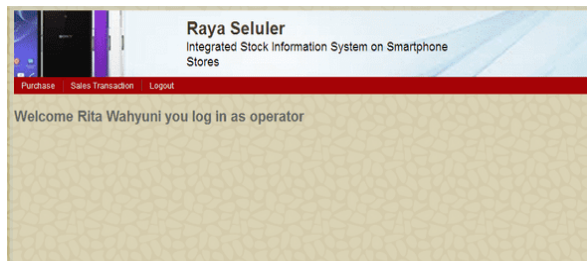 Raya Seluler
Integrated Stock Information System on Smartphone
Stores
Purchase Sales Transaction Logout
Welcome Rita Wahyuni you log in as operator